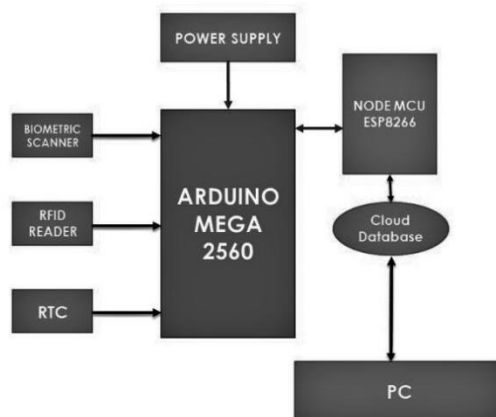 POWER SUPPLY
NODE MCU
ESP8266
BIOMETRIC
SCANNER
ARDUINO
MEGA
2560
RFID
READER
Cloud
Database
RTC
PC